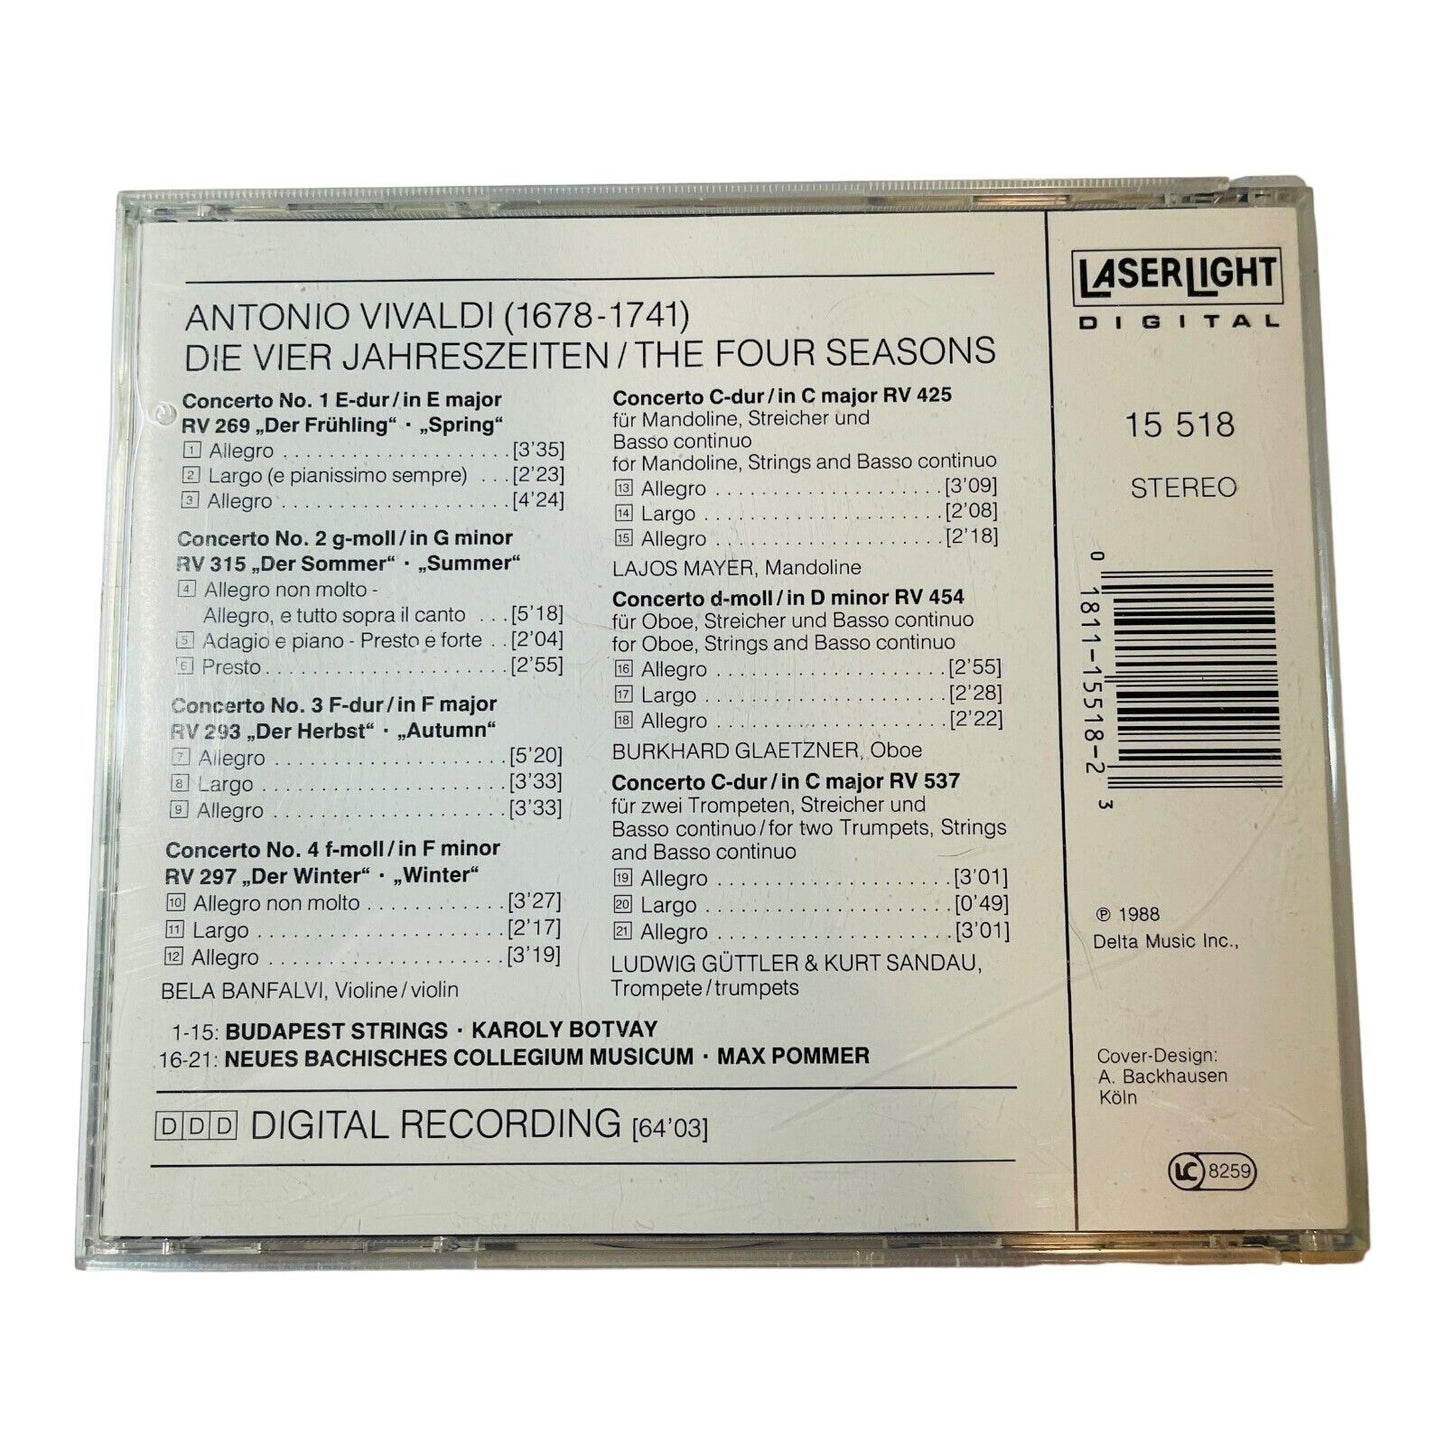 ANTONIO VIVALDI (1678-1741)
DIE VIER JAHRESZEITEN / THE FOUR SEASONS
Concerto No. 1 E-dur / in E major
RV 269 „Der Frühling“ · „Spring“
1 Allegro . . . . . . . . . . . . . . . . . . . . . [3’35]
2 Largo (e pianissimo sempre) . . . [2’23]
3 Allegro . . . . . . . . . . . . . . . . . . . . . [4’24]
Concerto No. 2 g-moll / in G minor
RV 315 „Der Sommer“ · „Summer“
4 Allegro non molto -
Allegro, e tutto sopra il canto . . . [5’18]
5 Adagio e piano - Presto e forte . . [2’04]
6 Presto . . . . . . . . . . . . . . . . . . . . . [2’55]
Concerto No. 3 F-dur / in F major
RV 293 „Der Herbst“ · „Autumn“
7 Allegro . . . . . . . . . . . . . . . . . . . . . [5’20]
8 Largo . . . . . . . . . . . . . . . . . . . . . . [3’33]
9 Allegro . . . . . . . . . . . . . . . . . . . . . [3’33]
Concerto No. 4 f-moll / in F minor
RV 297 „Der Winter“ · „Winter“
10 Allegro non molto . . . . . . . . . . . . [3’27]
11 Largo . . . . . . . . . . . . . . . . . . . . . [2’17]
12 Allegro . . . . . . . . . . . . . . . . . . . . [3’19]
BELA BANFALVI, Violine / violin
Concerto C-dur / in C major RV 425
für Mandoline, Streicher und
Basso continuo
for Mandoline, Strings and Basso continuo
13 Allegro . . . . . . . . . . . . . . . . . . . . [3’09]
14 Largo . . . . . . . . . . . . . . . . . . . . . [2’08]
15 Allegro . . . . . . . . . . . . . . . . . . . . [2’18]
LAJOS MAYER, Mandoline
Concerto d-moll / in D minor RV 454
für Oboe, Streicher und Basso continuo
for Oboe, Strings and Basso continuo
16 Allegro . . . . . . . . . . . . . . . . . . . . [2’55]
17 Largo . . . . . . . . . . . . . . . . . . . . . [2’28]
18 Allegro . . . . . . . . . . . . . . . . . . . . [2’22]
BURKHARD GLAETZNER, Oboe
Concerto C-dur / in C major RV 537
für zwei Trompeten, Streicher und
Basso continuo / for two Trumpets, Strings
and Basso continuo
19 Allegro . . . . . . . . . . . . . . . . . . . . [3’01]
20 Largo . . . . . . . . . . . . . . . . . . . . . [0’49]
21 Allegro . . . . . . . . . . . . . . . . . . . . [3’01]
LUDWIG GÜTTLER & KURT SANDAU,
Trompete / trumpets
1-15: BUDAPEST STRINGS · KAROLY BOTVAY
16-21: NEUES BACHISCHES COLLEGIUM MUSICUM · MAX POMMER
DDD DIGITAL RECORDING [64’03]
LASERLIGHT
DIGITAL
15 518
STEREO
0 1811-15518-2 3
℗ 1988
Delta Music Inc.,
Cover-Design:
A. Backhausen
Köln
LC 8259